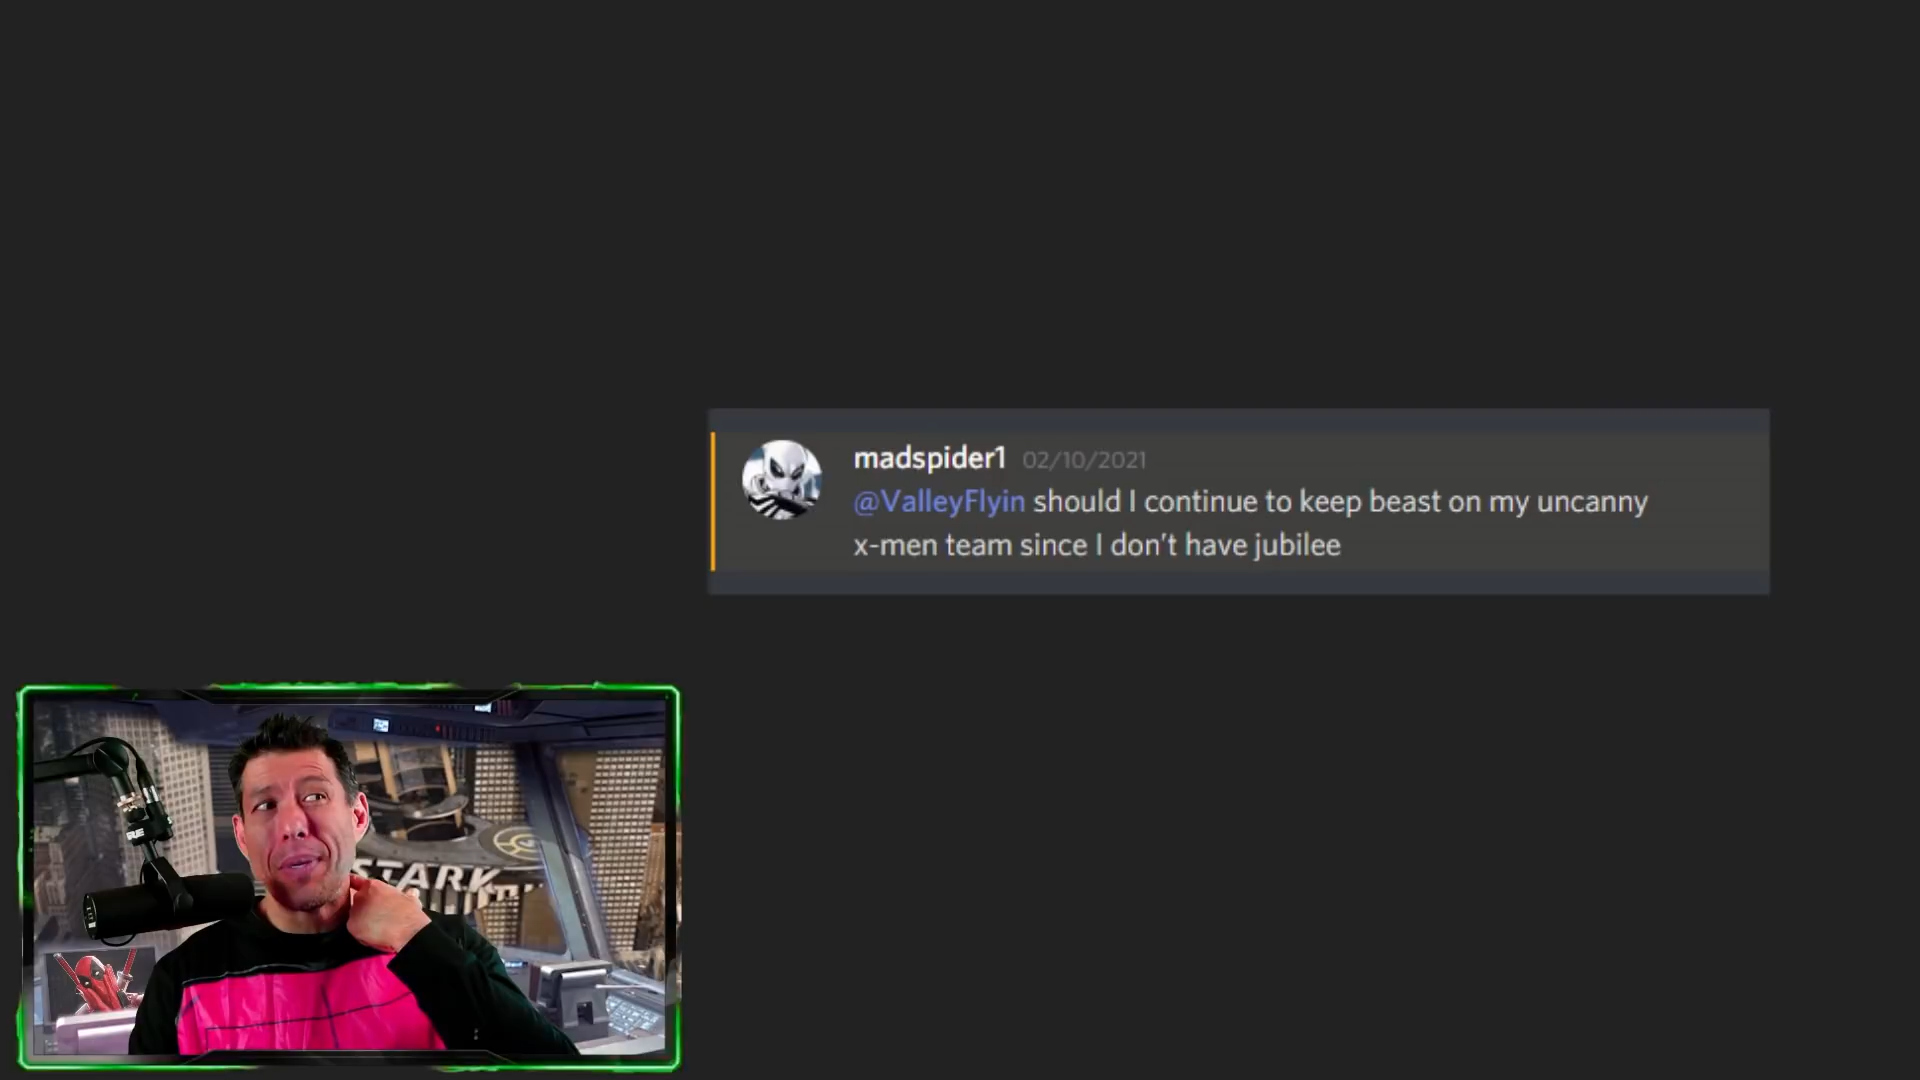 madspider1 02/10/2021
@ValleyFlyin should I continue to keep beast on my uncanny
x-men team since I don't have jubilee
STARK